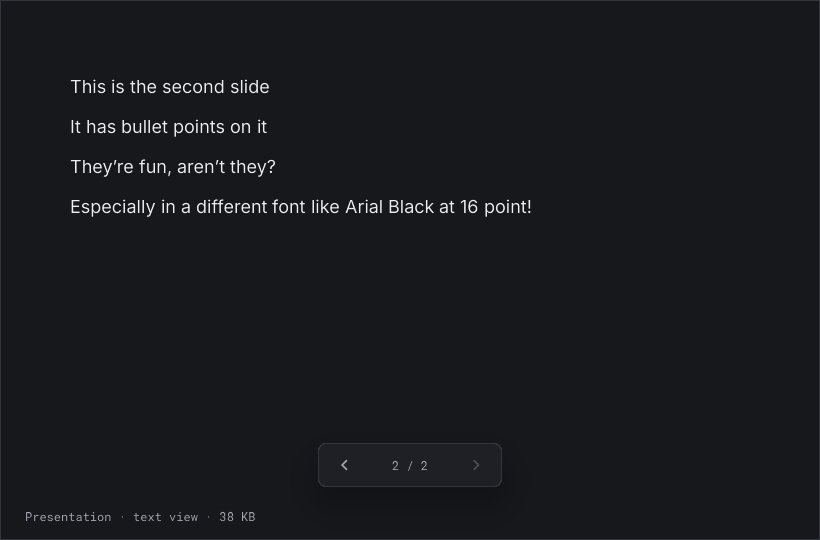 This is the second slide
It has bullet points on it
They’re fun, aren’t they?
Especially in a different font like Arial Black at 16 point!
2 / 2
Presentation · text view · 38 KB